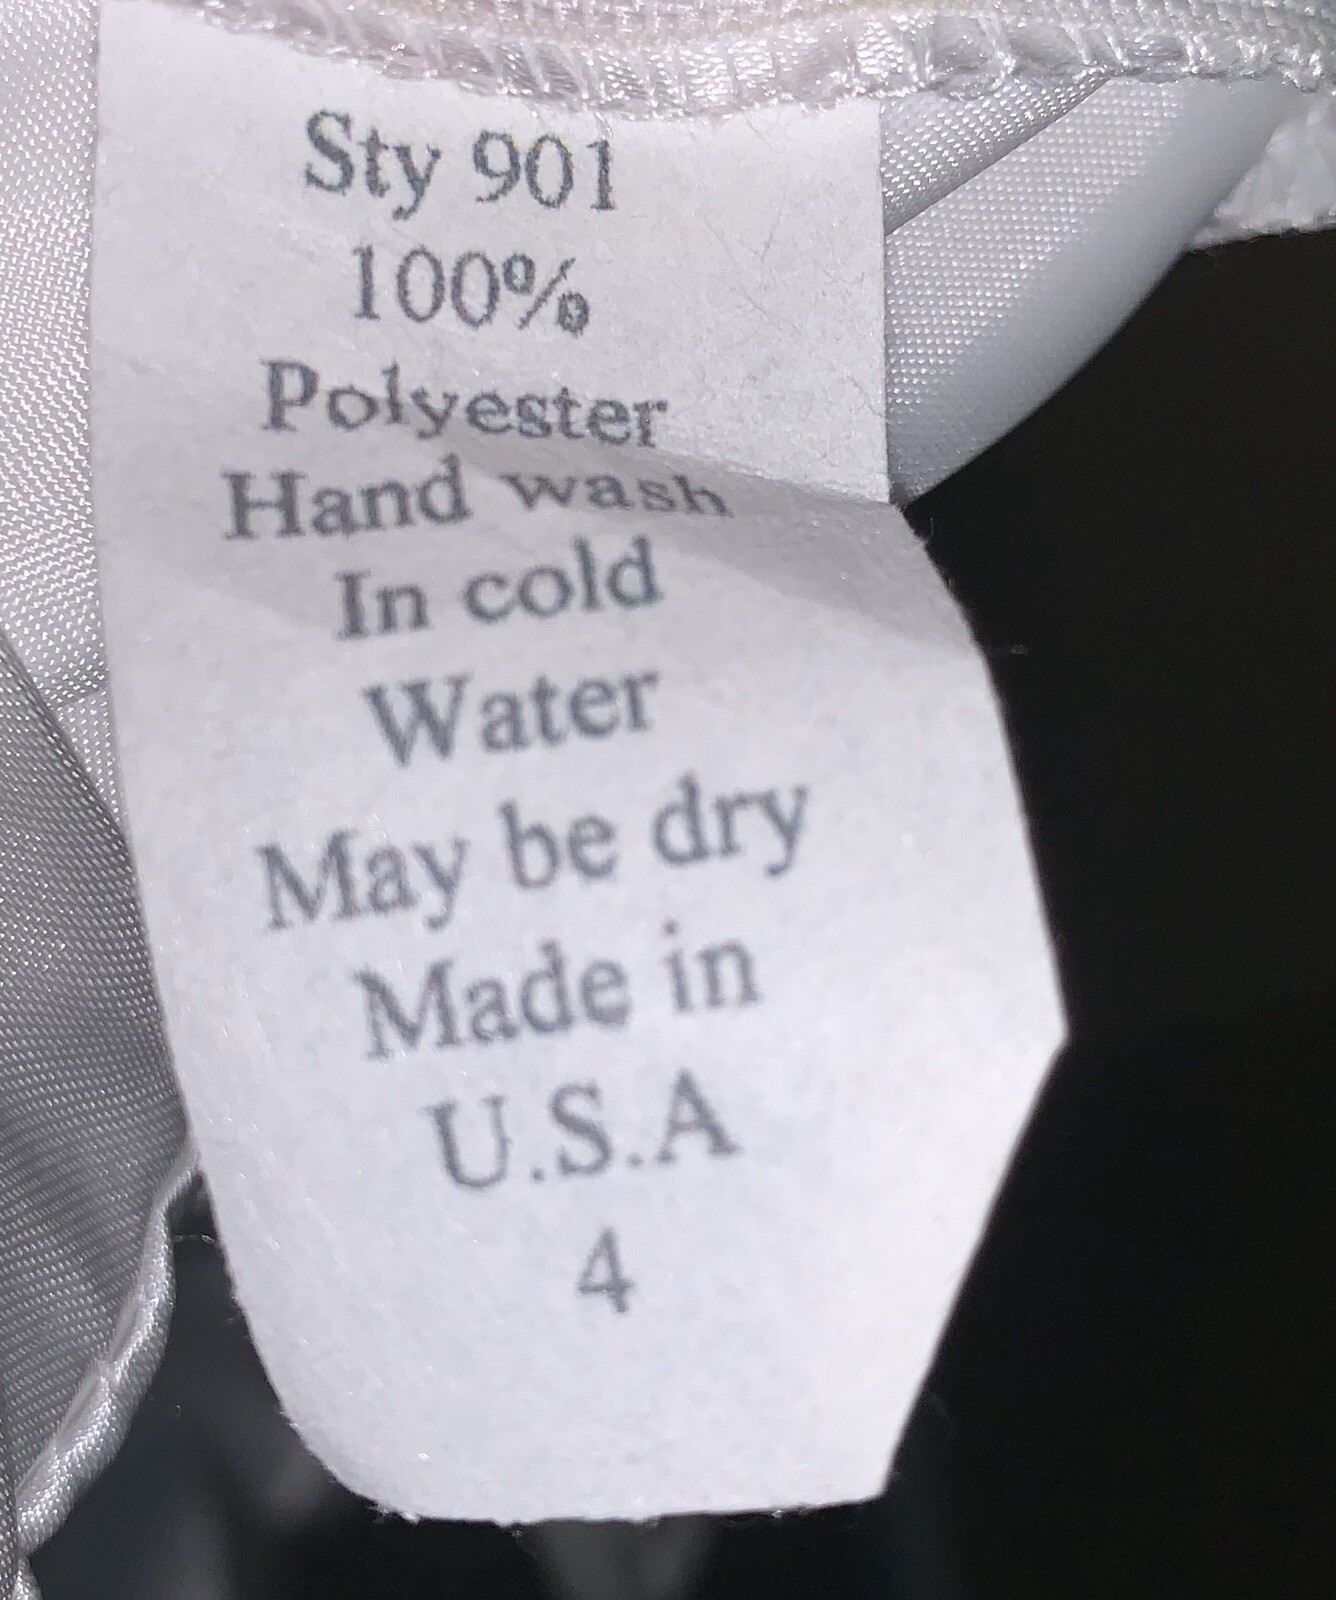 Sty 901
100%
Polyester
Hand wash
In cold
Water
May be dry
Made in
U.S.A
4